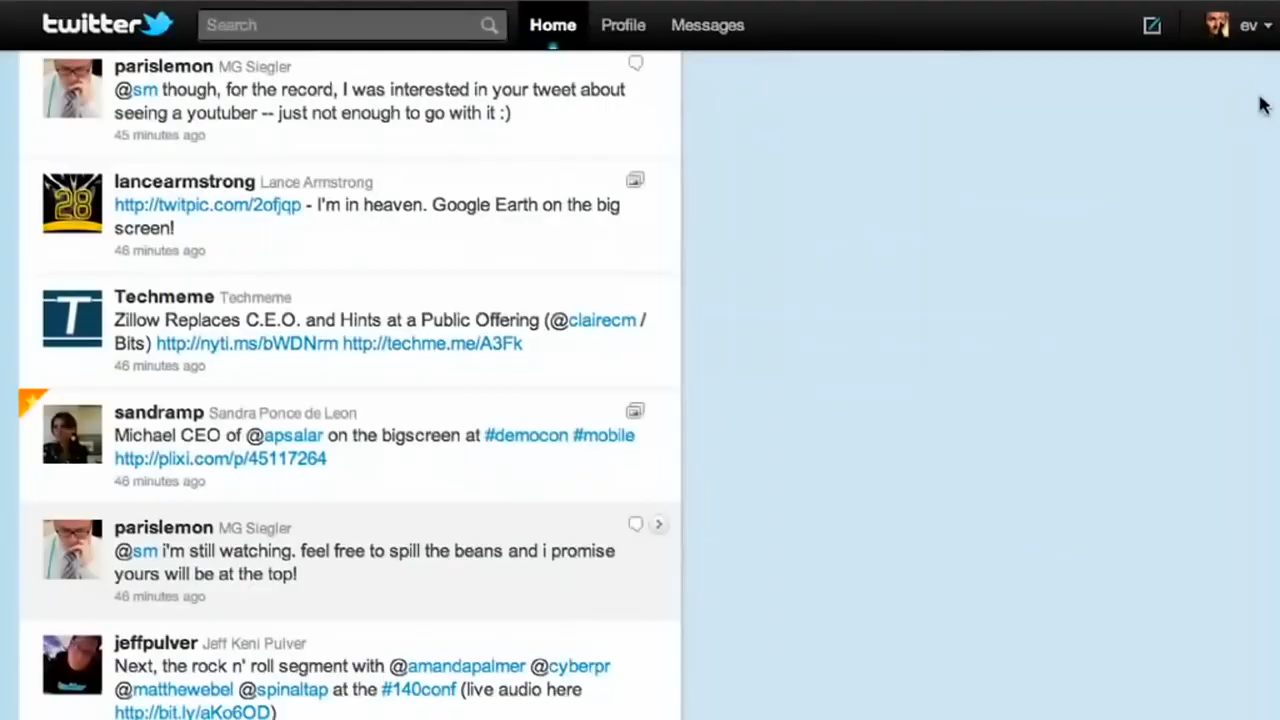 twitter
Search
Home
Profile
Messages
ev
parislemon MG Siegler
@sm though, for the record, I was interested in your tweet about
seeing a youtuber -- just not enough to go with it :)
45 minutes ago
28
lancearmstrong Lance Armstrong
http://twitpic.com/2ofjqp - I'm in heaven. Google Earth on the big
screen!
46 minutes ago
T
Techmeme Techmeme
Zillow Replaces C.E.O. and Hints at a Public Offering (@clairecm /
Bits) http://nyti.ms/bWDNrm http://techme.me/A3Fk
46 minutes ago
sandramp Sandra Ponce de Leon
Michael CEO of @apsalar on the bigscreen at #democon #mobile
http://plixi.com/p/45117264
46 minutes ago
parislemon MG Siegler
@sm i'm still watching. feel free to spill the beans and i promise
yours will be at the top!
46 minutes ago
jeffpulver Jeff Keni Pulver
Next, the rock n' roll segment with @amandapalmer @cyberpr
@matthewebel @spinaltap at the #140conf (live audio here
http://bit.ly/aKo6OD)